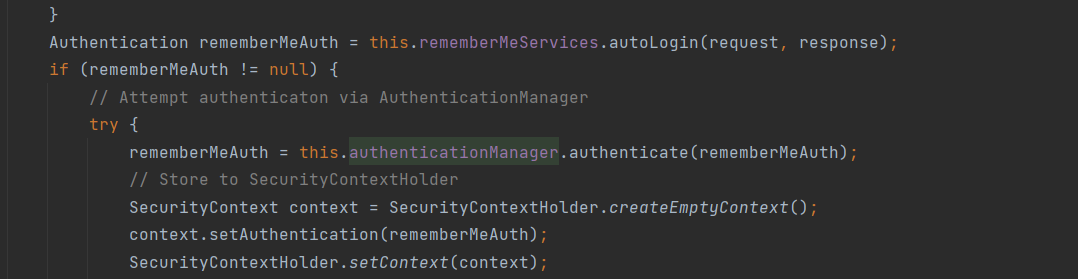 }
Authentication rememberMeAuth = this.rememberMeServices.autoLogin(request, response);
if (rememberMeAuth != null) {
// Attempt authenticaton via AuthenticationManager
try {
rememberMeAuth = this.authenticationManager.authenticate(rememberMeAuth);
// Store to SecurityContextHolder
SecurityContext context = SecurityContextHolder.createEmptyContext();
context.setAuthentication(rememberMeAuth);
SecurityContextHolder.setContext(context);